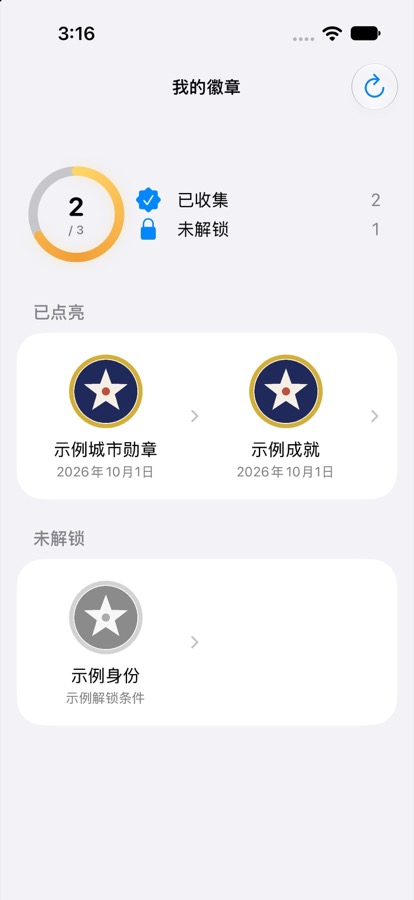 3:16
我的徽章
2
/ 3
已收集 2
未解锁 1
已点亮
示例城市勋章 示例成就
2026年10月1日 2026年10月1日
未解锁
示例身份
示例解锁条件